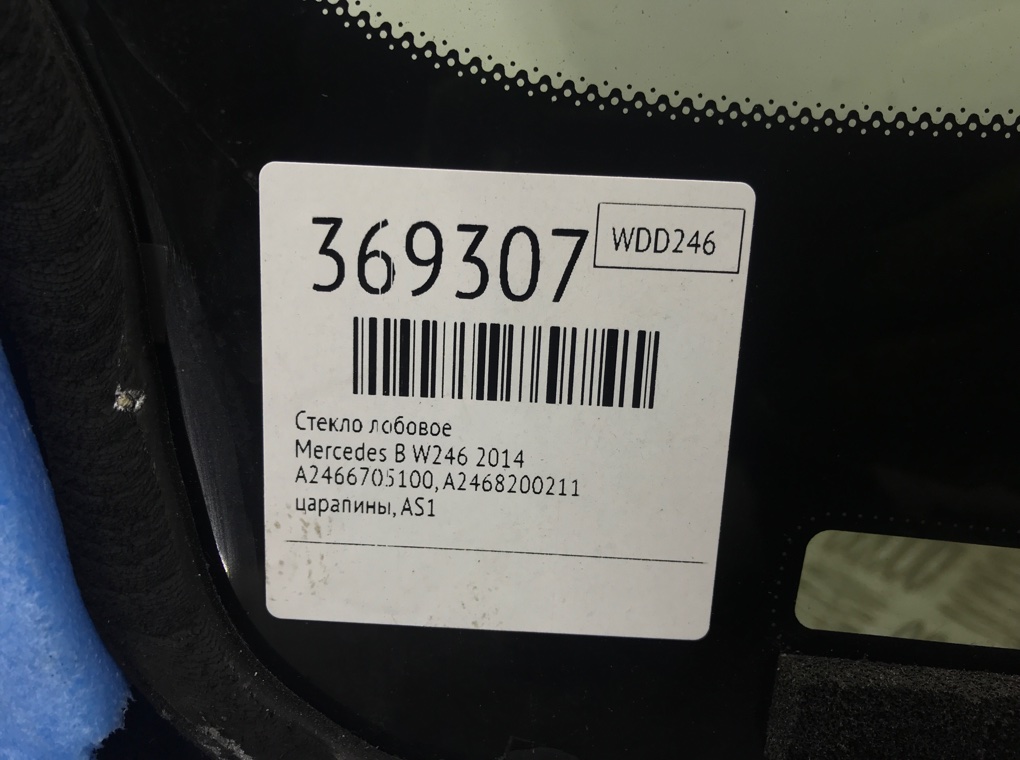 369307
WDD246
Стекло лобовое
Mercedes B W246 2014
A2466705100, A2468200211
царапины, AS1